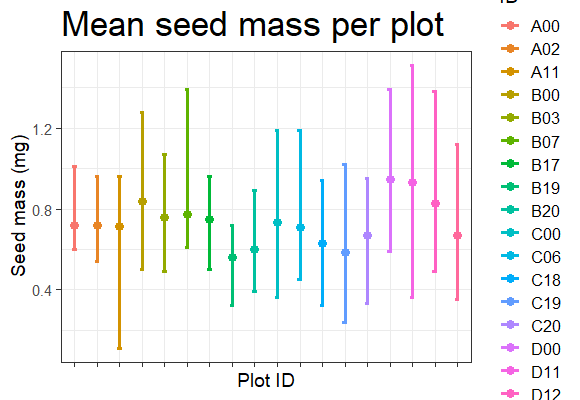 Mean seed mass per plot
Seed mass (mg)
1.2
0.8
0.4
Plot ID
A00
A02
A11
B00
B03
B07
B17
B19
B20
C00
C06
C18
C19
C20
D00
D11
D12